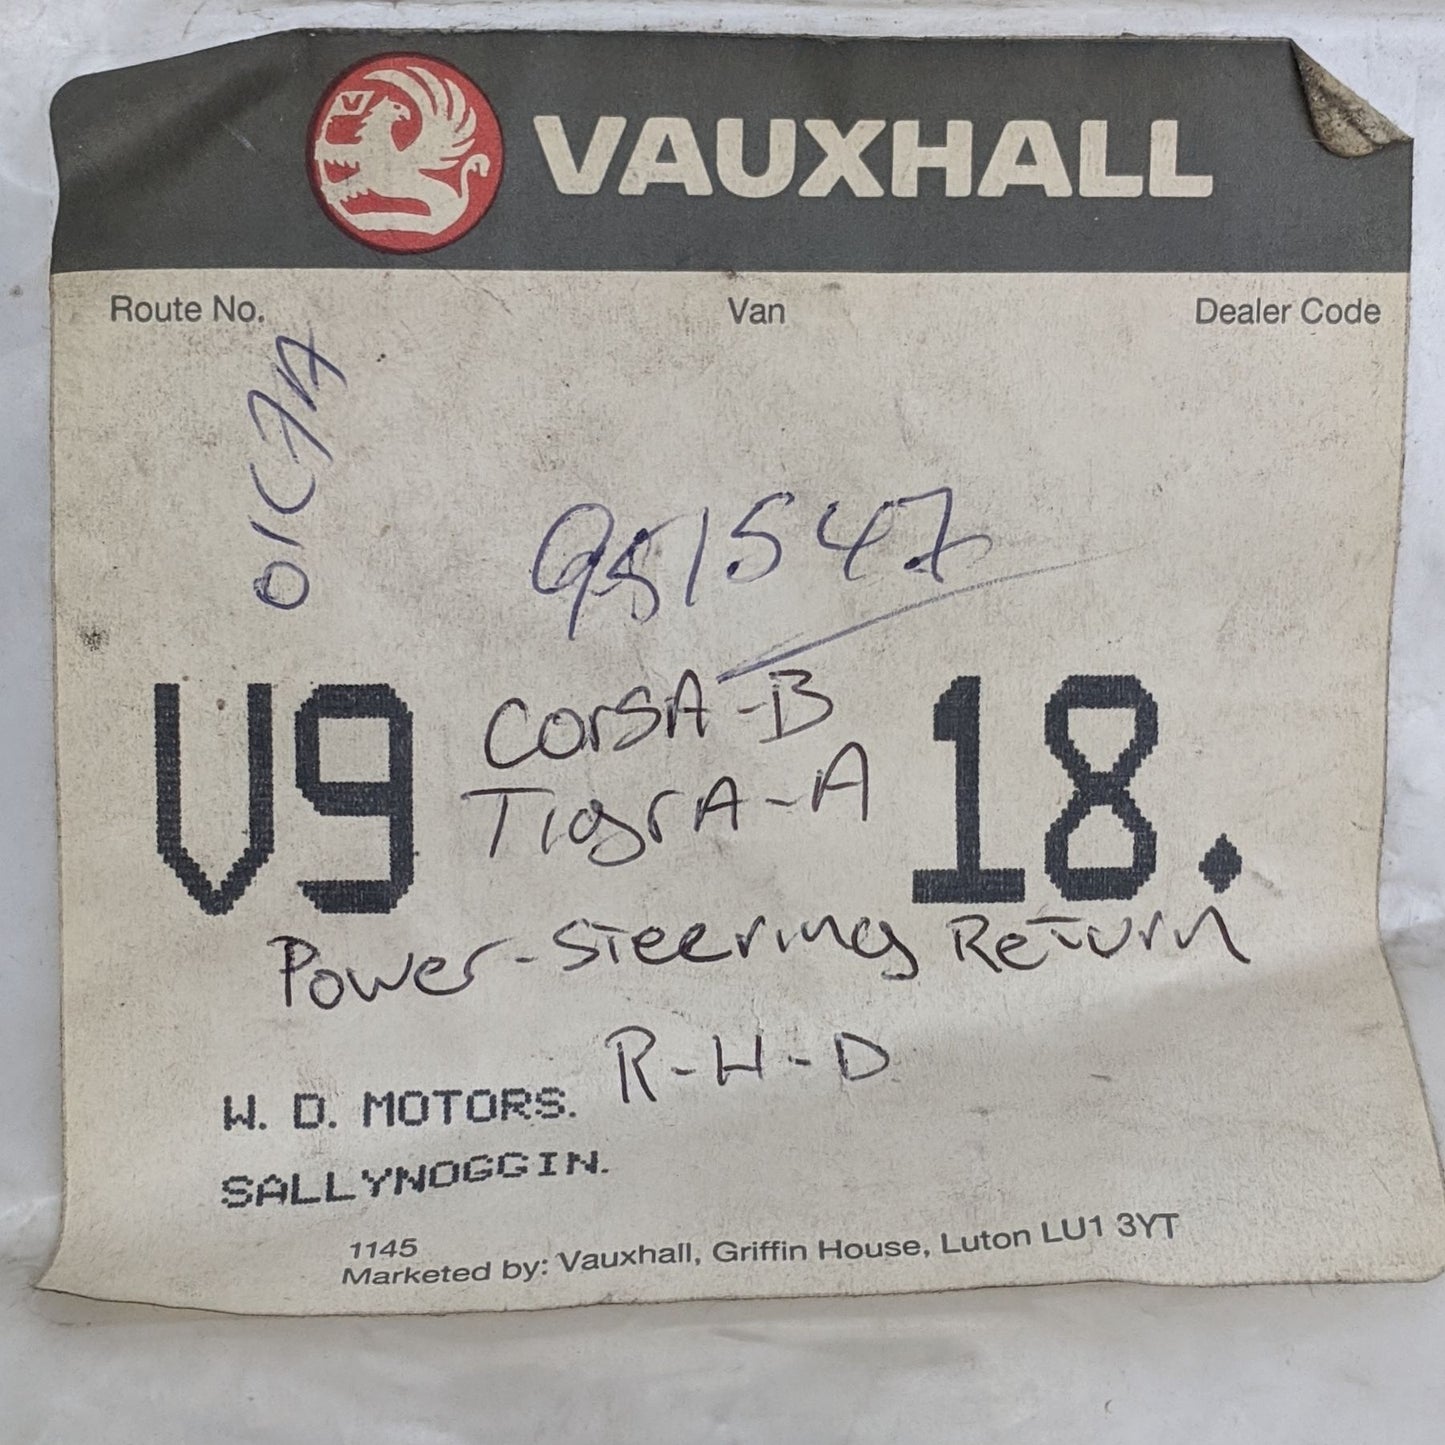 VAUXHALL
Route No. Van Dealer Code
01C7A
951547
V9 18.
CorsA-B
TigrA-A
Power-Steering Return
R-H-D
W. D. MOTORS.
SALLYNOGGIN.
1145
Marketed by: Vauxhall, Griffin House, Luton LU1 3YT